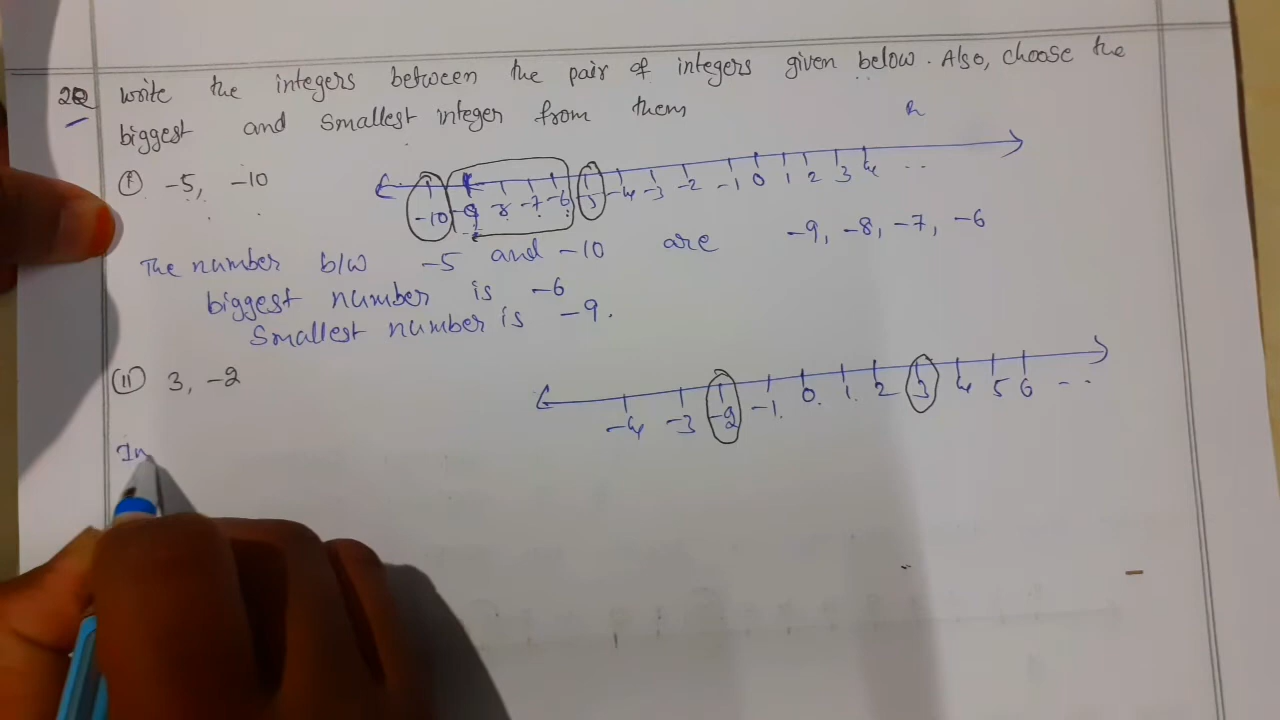 2Q Write the integers between the pair of integers given below. Also, choose the
biggest and smallest integer from them
(i) -5, -10
-10 -9 -8 -7 -6 -5 -4 -3 -2 -1 0 1 2 3 4 ...
The number b/w -5 and -10 are -9, -8, -7, -6
biggest number is -6
Smallest number is -9.
(ii) 3, -2
-4 -3 -2 -1 0 1 2 3 4 5 6 ...
In